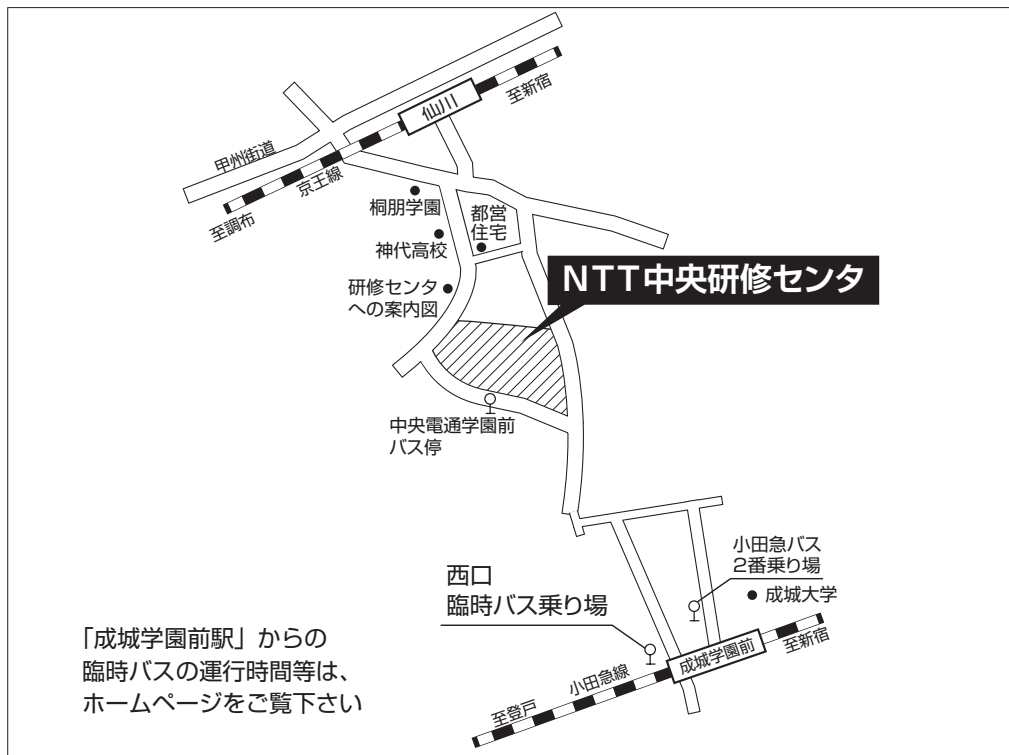 仙川
至新宿
甲州街道
京王線
至調布
桐朋学園
都営
住宅
神代高校
研修センタ
への案内図
NTT中央研修センタ
中央電通学園前
バス停
小田急バス
2番乗り場
成城大学
西口
臨時バス乗り場
成城学園前
至新宿
小田急線
至登戸
「成城学園前駅」からの
臨時バスの運行時間等は、
ホームページをご覧下さい